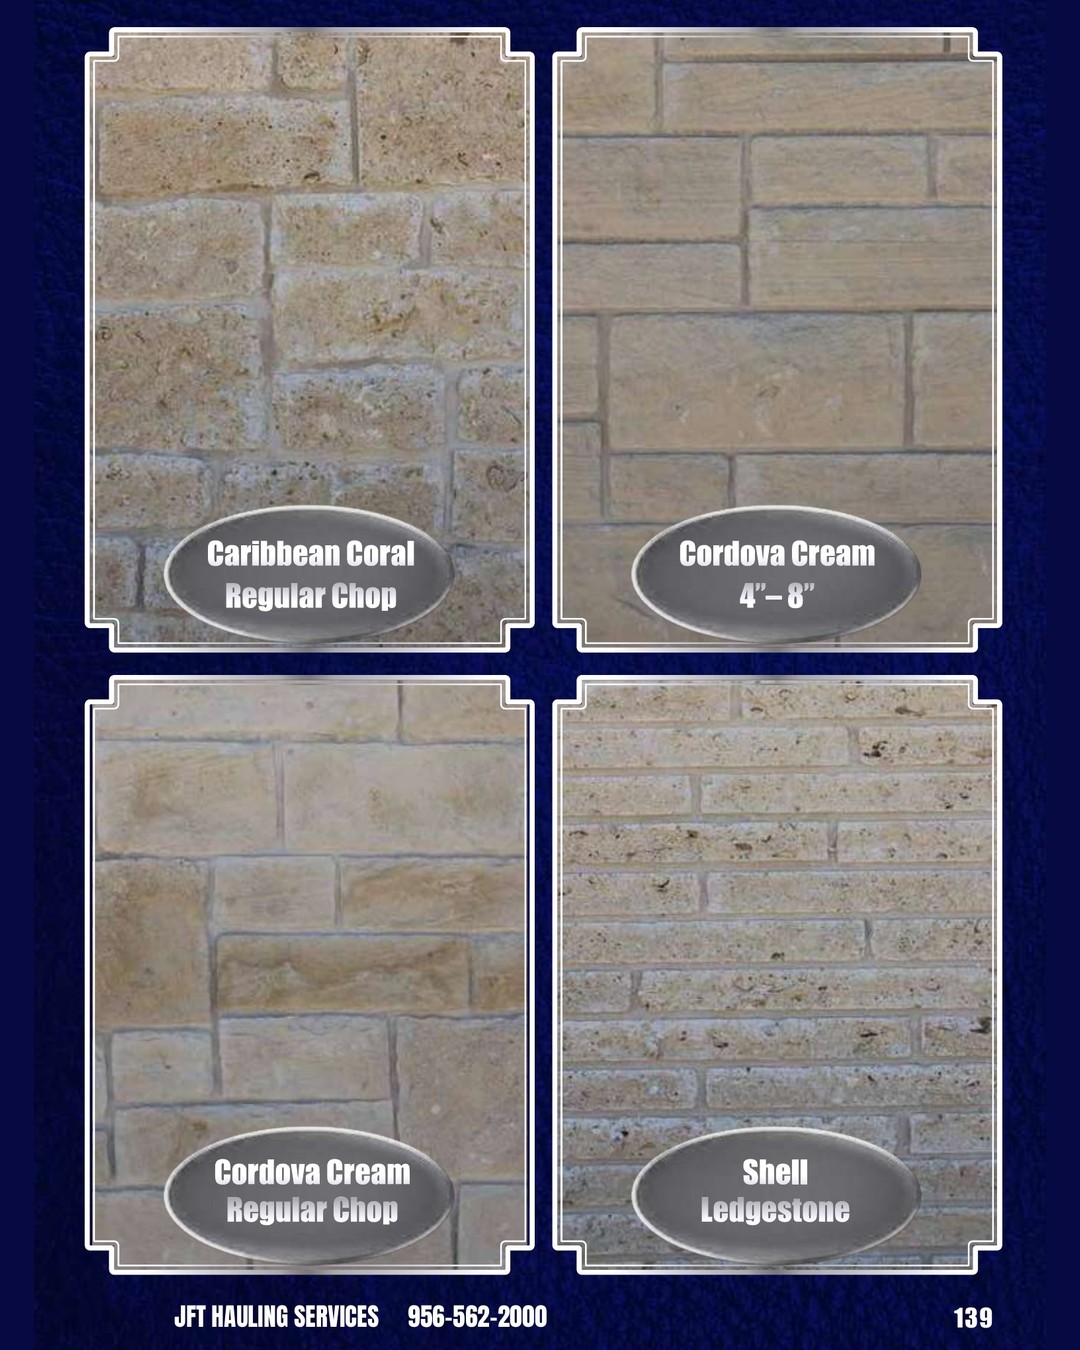 Caribbean Coral
Regular Chop
Cordova Cream
4”– 8”
Cordova Cream
Regular Chop
Shell
Ledgestone
JFT HAULING SERVICES 956-562-2000
139